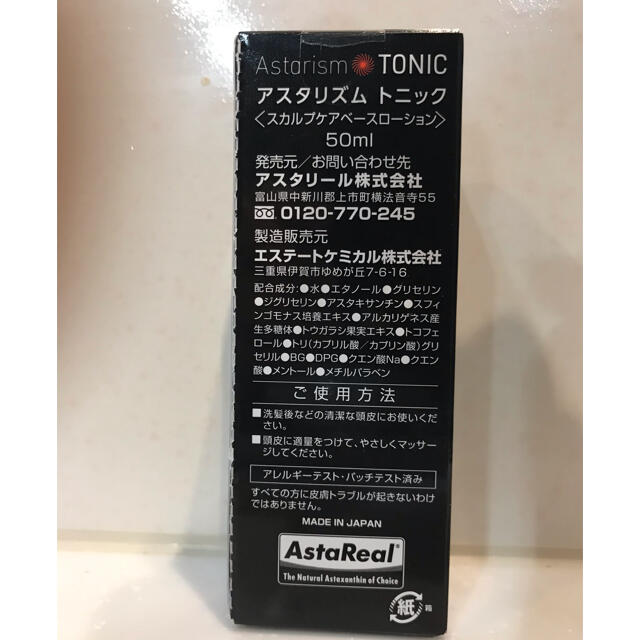 Astarism TONIC
アスタリズム トニック
〈スカルプケアベースローション〉
50ml
発売元／お問い合わせ先
アスタリール株式会社
富山県中新川郡上市町横法音寺55
0120-770-245
製造販売元
エステートケミカル株式会社
三重県伊賀市ゆめが丘7-6-16
配合成分:●水●エタノール●グリセリン
●ジグリセリン●アスタキサンチン●スフィ
ンゴモナス培養エキス●アルカリゲネス産
生多糖体●トウガラシ果実エキス●トコフェ
ロール●トリ(カプリル酸／カプリン酸)グリ
セリル●BG●DPG●クエン酸Na●クエン
酸●メントール●メチルパラベン
ご使用方法
■洗髪後などの清潔な頭皮にお使いくだ
さい。
■頭皮に適量をつけて、やさしくマッサー
ジしてください。
アレルギーテスト・パッチテスト済み
すべての方に皮膚トラブルが起きないわけ
ではありません。
MADE IN JAPAN
AstaReal®
The Natural Astaxanthin of Choice
紙 箱